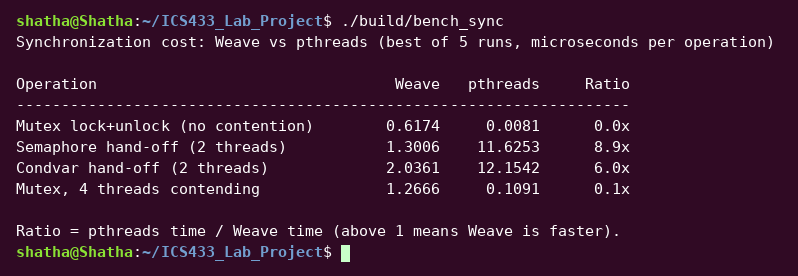 shatha@Shatha:~/ICS433_Lab_Project$ ./build/bench_sync
Synchronization cost: Weave vs pthreads (best of 5 runs, microseconds per operation)
Operation Weave pthreads Ratio
--------------------------------------------------------------------
Mutex lock+unlock (no contention) 0.6174 0.0081 0.0x
Semaphore hand-off (2 threads) 1.3006 11.6253 8.9x
Condvar hand-off (2 threads) 2.0361 12.1542 6.0x
Mutex, 4 threads contending 1.2666 0.1091 0.1x
Ratio = pthreads time / Weave time (above 1 means Weave is faster).
shatha@Shatha:~/ICS433_Lab_Project$